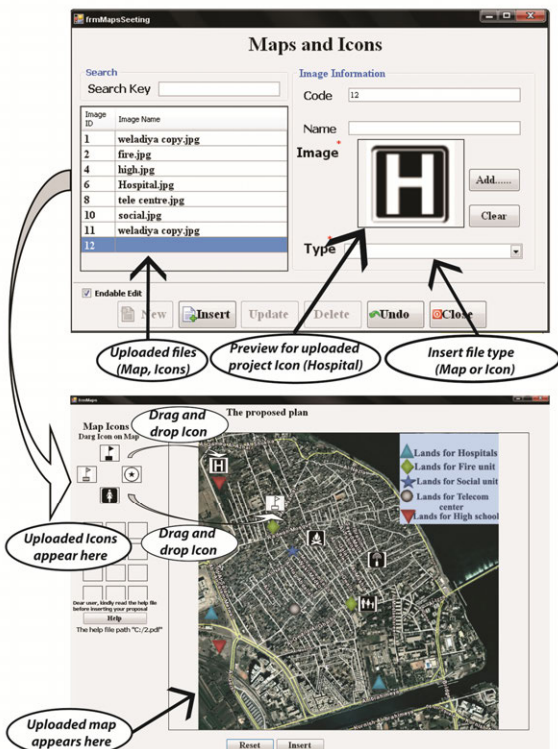 frmMapsSeeting
Maps and Icons
Search
Search Key
Image ID
Image Name
1 weladiya copy.jpg
2 fire.jpg
4 high.jpg
6 Hospital.jpg
8 tele centre.jpg
10 social.jpg
11 weladiya copy.jpg
12
Image Information
Code 12
Name
Image *
H
Add......
Clear
Type *
Endable Edit
New Insert Update Delete Undo Close
Uploaded files
(Map, Icons)
Preview for uploaded
project Icon (Hospital)
Insert file type
(Map or Icon)
frmMaps
Map Icons
Darg Icon on Map
Drag and
drop Icon
The proposed plan
H
Lands for Hospitals
Lands for Fire unit
Lands for Social unit
Lands for Telecom
center
Lands for High school
Uploaded Icons
appear here
Drag and
drop Icon
Dear user, kindly read the help file
before inserting your proposal
Help
The help file path "C:/2.pdf"
Uploaded map
appears here
Reset Insert